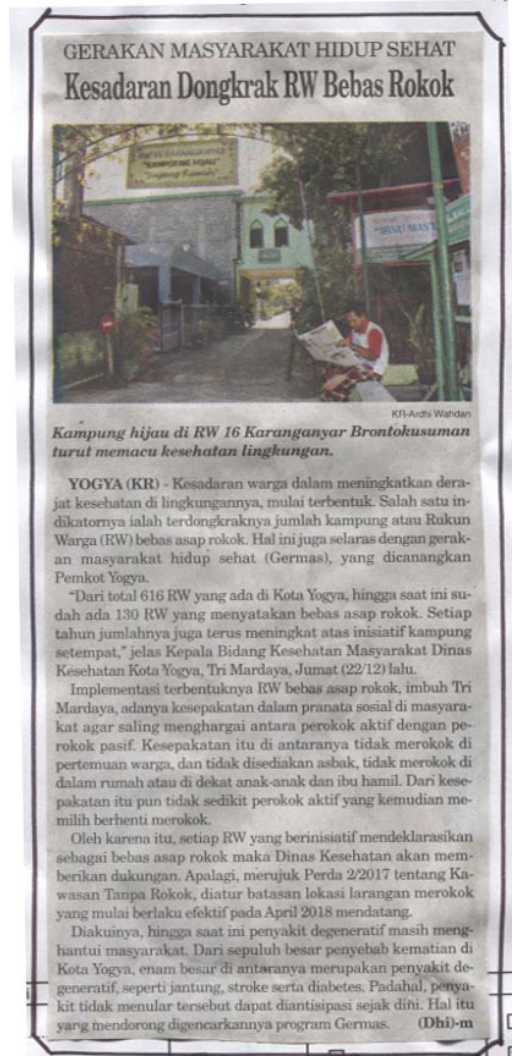 GERAKAN MASYARAKAT HIDUP SEHAT
Kesadaran Dongkrak RW Bebas Rokok
"KAMPOENG HIJAU"
KR-Ardhi Wahdan
Kampung hijau di RW 16 Karanganyar Brontokusuman
turut memacu kesehatan lingkungan.
YOGYA (KR) - Kesadaran warga dalam meningkatkan dera-
jat kesehatan di lingkungannya, mulai terbentuk. Salah satu in-
dikatornya ialah terdongkraknya jumlah kampung atau Rukun
Warga (RW) bebas asap rokok. Hal ini juga selaras dengan gerak-
an masyarakat hidup sehat (Germas), yang dicanangkan
Pemkot Yogya.
"Dari total 616 RW yang ada di Kota Yogya, hingga saat ini su-
dah ada 130 RW yang menyatakan bebas asap rokok. Setiap
tahun jumlahnya juga terus meningkat atas inisiatif kampung
setempat," jelas Kepala Bidang Kesehatan Masyarakat Dinas
Kesehatan Kota Yogya, Tri Mardaya, Jumat (22/12) lalu.
Implementasi terbentuknya RW bebas asap rokok, imbuh Tri
Mardaya, adanya kesepakatan dalam pranata sosial di masyara-
kat agar saling menghargai antara perokok aktif dengan pe-
rokok pasif. Kesepakatan itu di antaranya tidak merokok di
pertemuan warga, dan tidak disediakan asbak, tidak merokok di
dalam rumah atau di dekat anak-anak dan ibu hamil. Dari kese-
pakatan itu pun tidak sedikit perokok aktif yang kemudian me-
milih berhenti merokok.
Oleh karena itu, setiap RW yang berinisiatif mendeklarasikan
sebagai bebas asap rokok maka Dinas Kesehatan akan mem-
berikan dukungan. Apalagi, merujuk Perda 2/2017 tentang Ka-
wasan Tanpa Rokok, diatur batasan lokasi larangan merokok
yang mulai berlaku efektif pada April 2018 mendatang.
Diakuinya, hingga saat ini penyakit degeneratif masih meng-
hantui masyarakat. Dari sepuluh besar penyebab kematian di
Kota Yogya, enam besar di antaranya merupakan penyakit de-
generatif, seperti jantung, stroke serta diabetes. Padahal, penya-
kit tidak menular tersebut dapat diantisipasi sejak dini. Hal itu
yang mendorong digencarkannya program Germas. (Dhi)-m